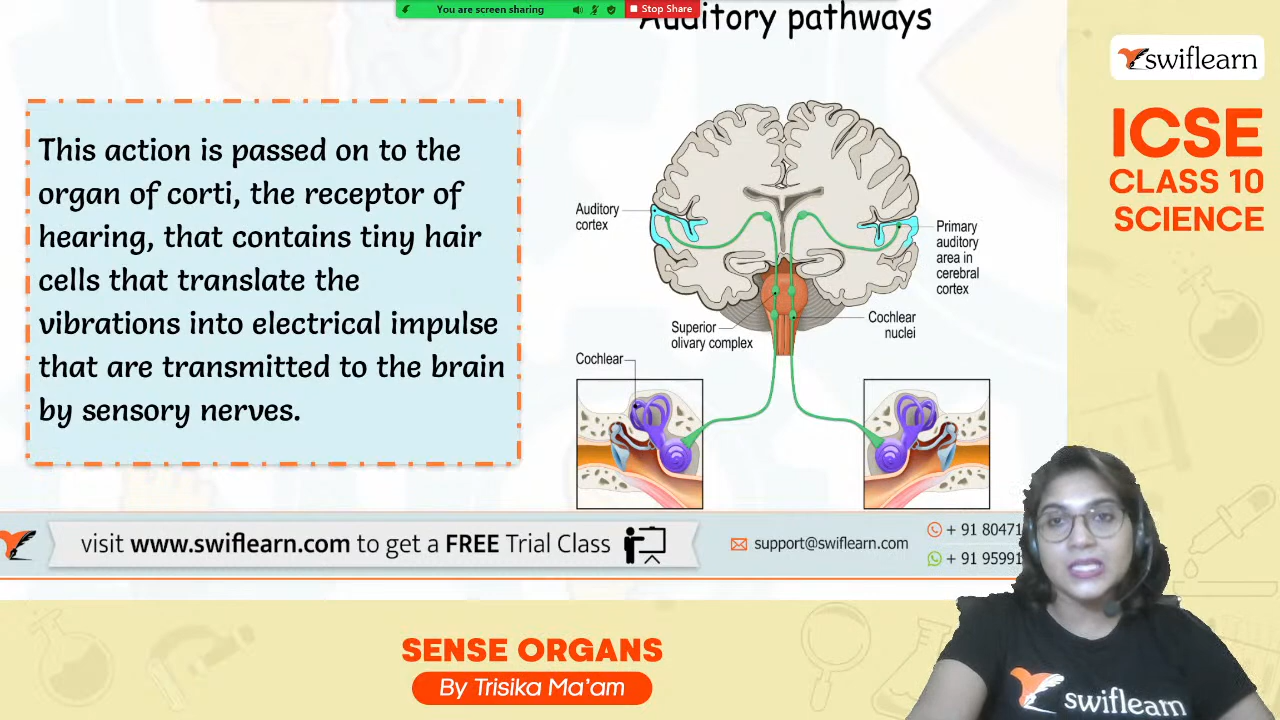 You are screen sharing
Stop Share
Auditory pathways
swiflearn
ICSE
CLASS 10
SCIENCE
This action is passed on to the
organ of corti, the receptor of
hearing, that contains tiny hair
cells that translate the
vibrations into electrical impulse
that are transmitted to the brain
by sensory nerves.
Auditory
cortex
Primary
auditory
area in
cerebral
cortex
Superior
olivary complex
Cochlear
nuclei
Cochlear
visit www.swiflearn.com to get a FREE Trial Class
support@swiflearn.com
+ 91 80471
+ 91 95991
SENSE ORGANS
By Trisika Ma'am
swiflearn